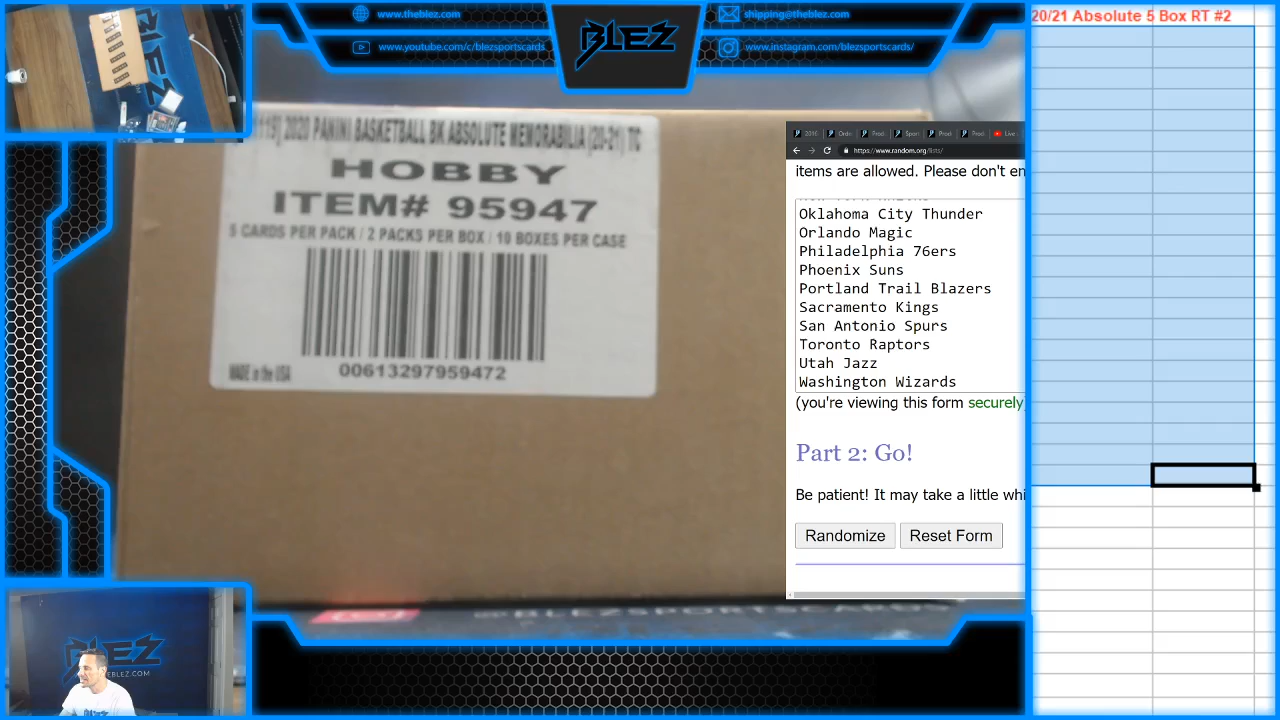 www.theblez.com
shipping@theblez.com
www.youtube.com/c/blezsportscards
www.instagram.com/blezsportscards/
BLEZ
20/21 Absolute 5 Box RT #2
2020 PANINI BASKETBALL BK ABSOLUTE MEMORABILIA (20-21) TC
HOBBY
ITEM# 95947
5 CARDS PER PACK / 2 PACKS PER BOX / 10 BOXES PER CASE
MADE in the USA
00613297959472
https://www.random.org/lists/
items are allowed. Please don't en
Oklahoma City Thunder
Orlando Magic
Philadelphia 76ers
Phoenix Suns
Portland Trail Blazers
Sacramento Kings
San Antonio Spurs
Toronto Raptors
Utah Jazz
Washington Wizards
(you're viewing this form securely
Part 2: Go!
Be patient! It may take a little whi
Randomize Reset Form
@BLEZSPORTSCARDS
BLEZ
THEBLEZ.COM